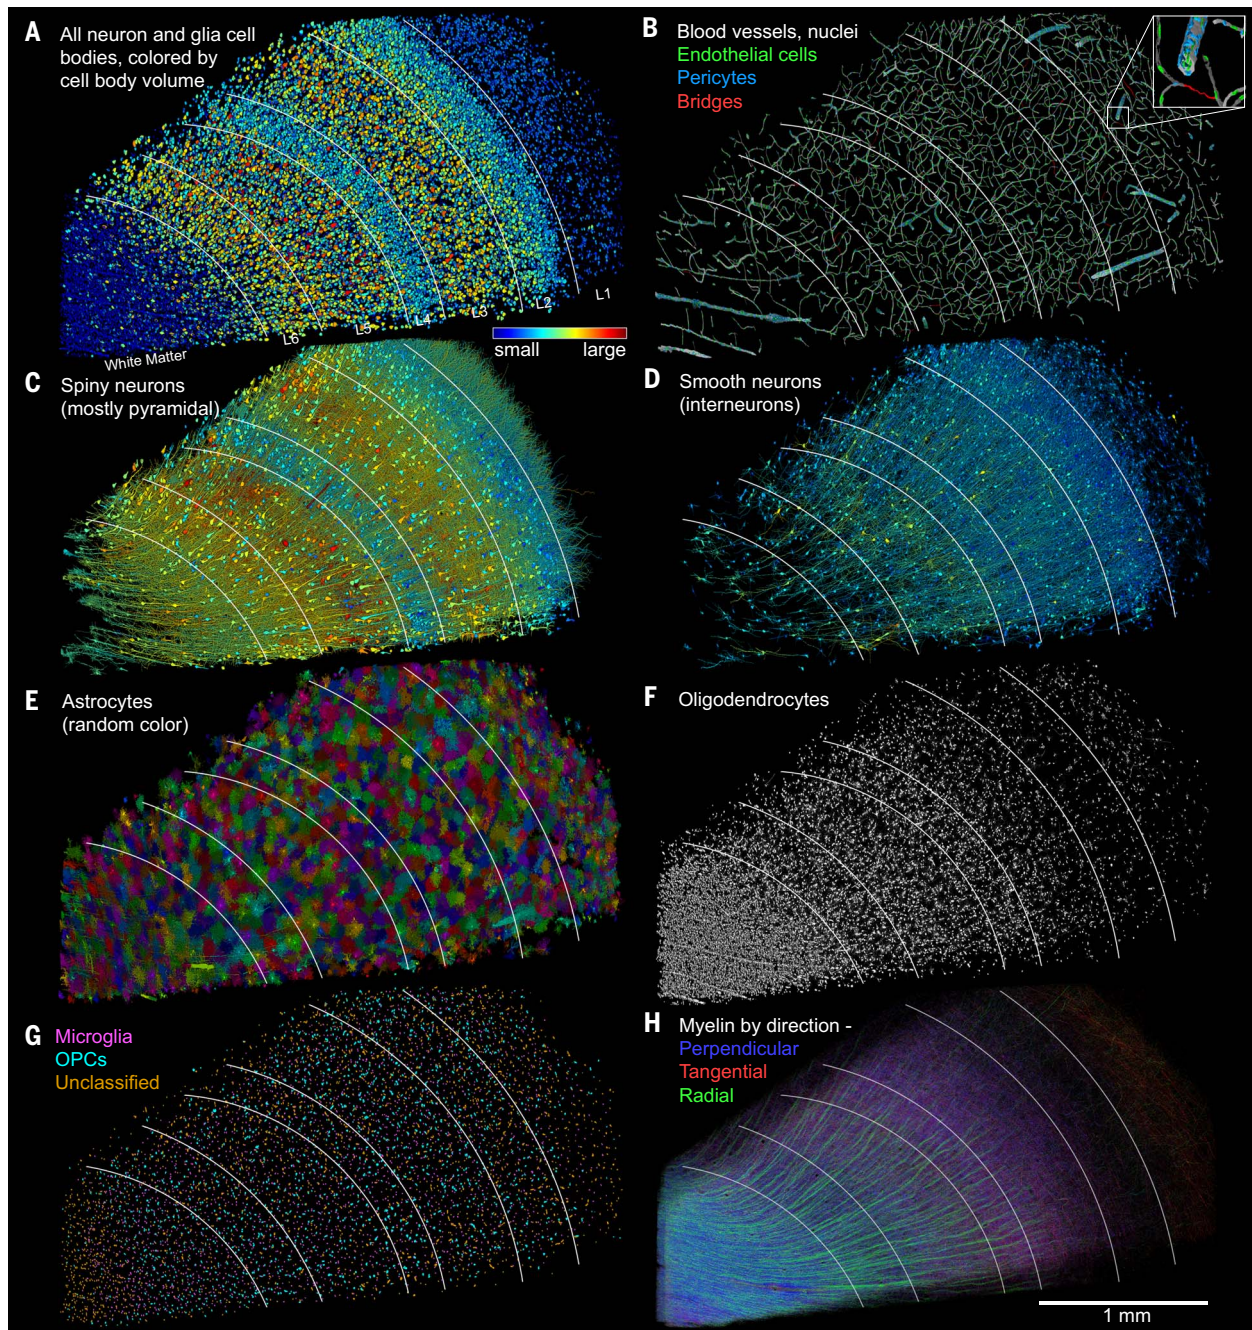 A
All neuron and glia cell
bodies, colored by
cell body volume
White Matter
L6
L5
L4
L3
L2
L1
small
large
B
Blood vessels, nuclei
Endothelial cells
Pericytes
Bridges
C
Spiny neurons
(mostly pyramidal)
D
Smooth neurons
(interneurons)
E
Astrocytes
(random color)
F
Oligodendrocytes
G
Microglia
OPCs
Unclassified
H
Myelin by direction -
Perpendicular
Tangential
Radial
1 mm